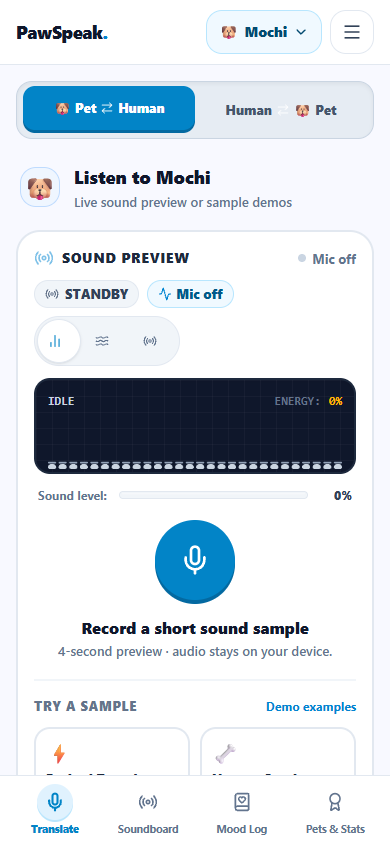 PawSpeak.
Mochi
Pet ⇄ Human
Human ⇄ Pet
Listen to Mochi
Live sound preview or sample demos
SOUND PREVIEW
Mic off
STANDBY
Mic off
IDLE
ENERGY: 0%
Sound level:
0%
Record a short sound sample
4-second preview · audio stays on your device.
TRY A SAMPLE
Demo examples
Translate
Soundboard
Mood Log
Pets & Stats